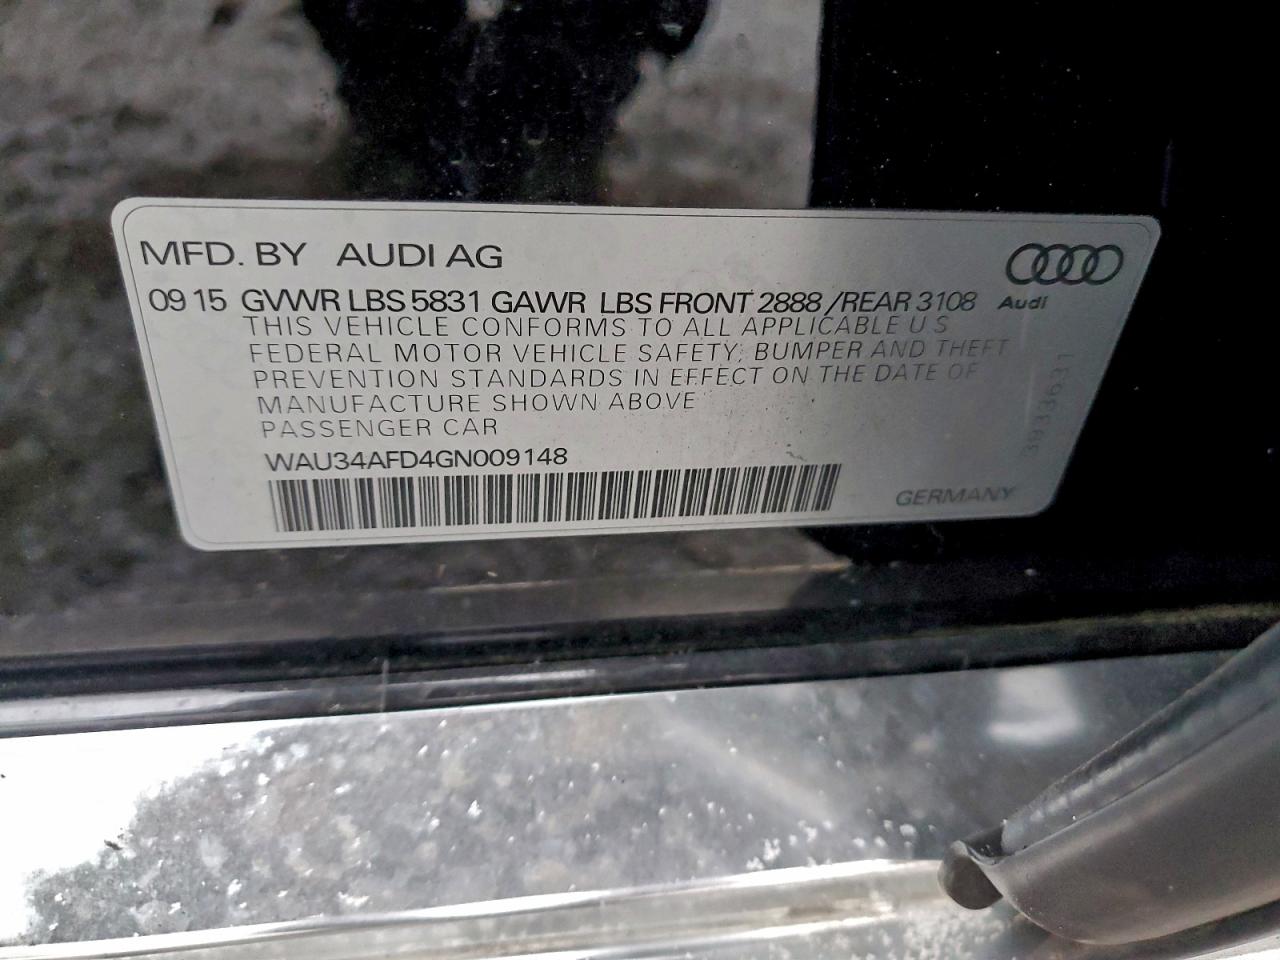 MFD. BY AUDI AG
09 15 GVWR LBS 5831 GAWR LBS FRONT 2888 /REAR 3108
Audi
THIS VEHICLE CONFORMS TO ALL APPLICABLE U S
FEDERAL MOTOR VEHICLE SAFETY, BUMPER AND THEFT
PREVENTION STANDARDS IN EFFECT ON THE DATE OF
MANUFACTURE SHOWN ABOVE
PASSENGER CAR
WAU34AFD4GN009148
GERMANY